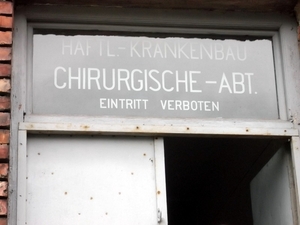 HÄFTL-KRANKENBAU
CHIRURGISCHE-ABT.
EINTRITT VERBOTEN